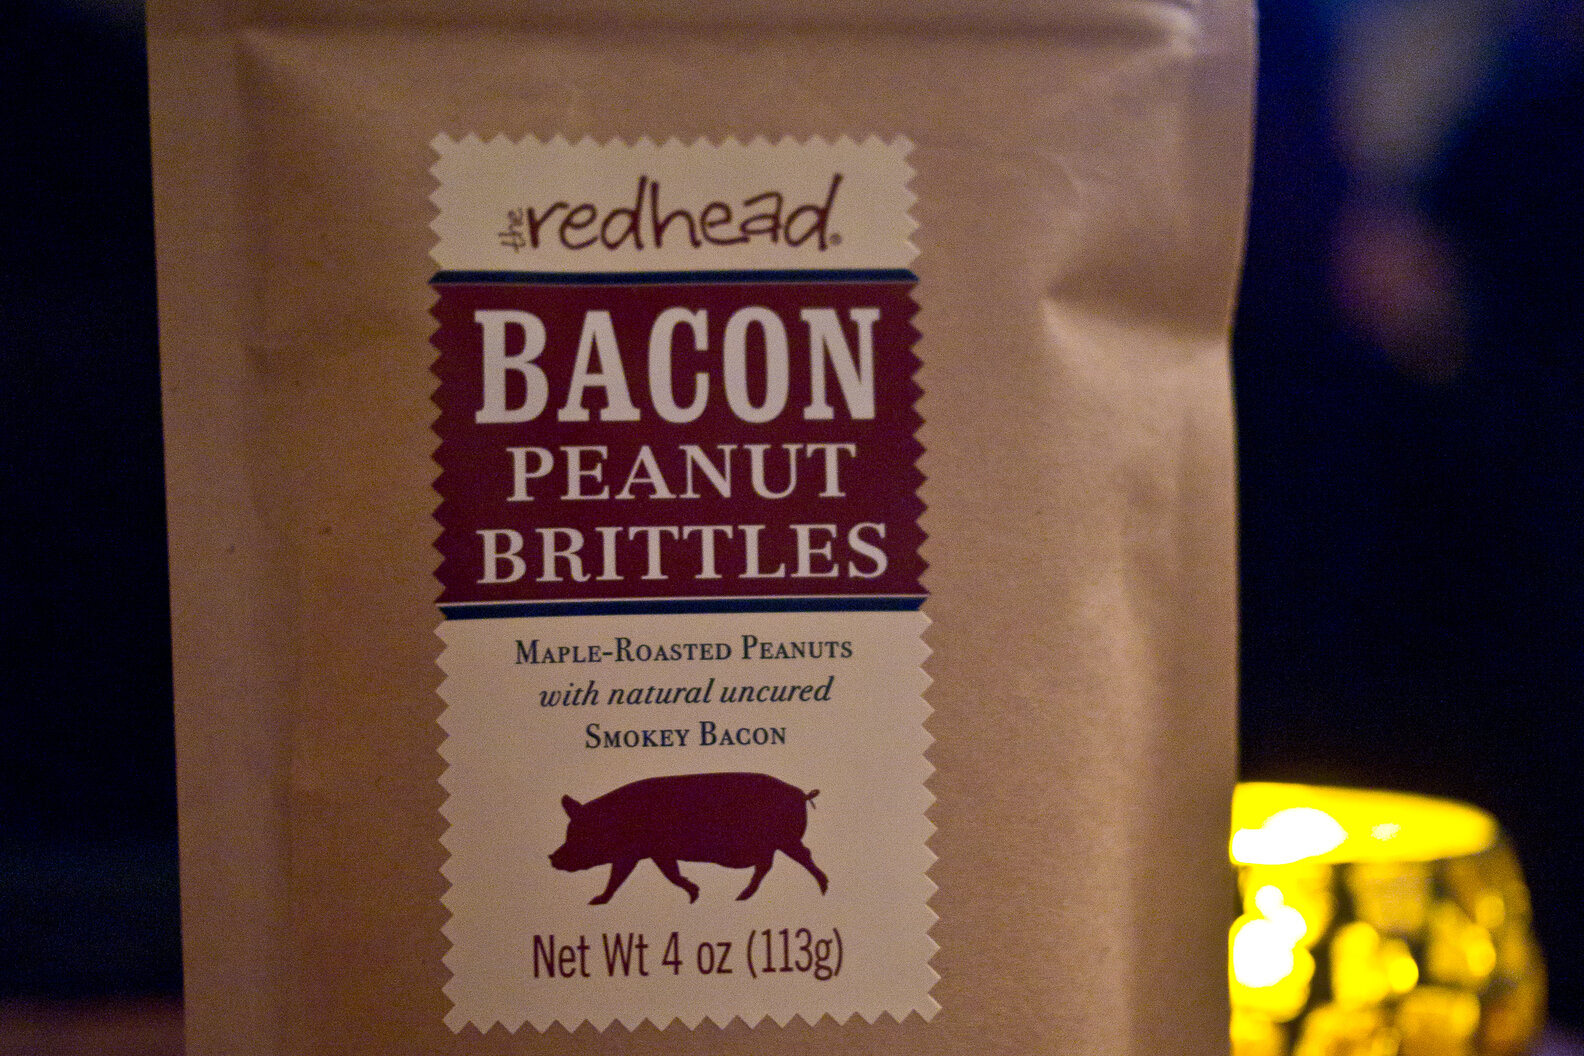 the redhead®
BACON
PEANUT
BRITTLES
MAPLE-ROASTED PEANUTS
with natural uncured
SMOKEY BACON
Net Wt 4 oz (113g)